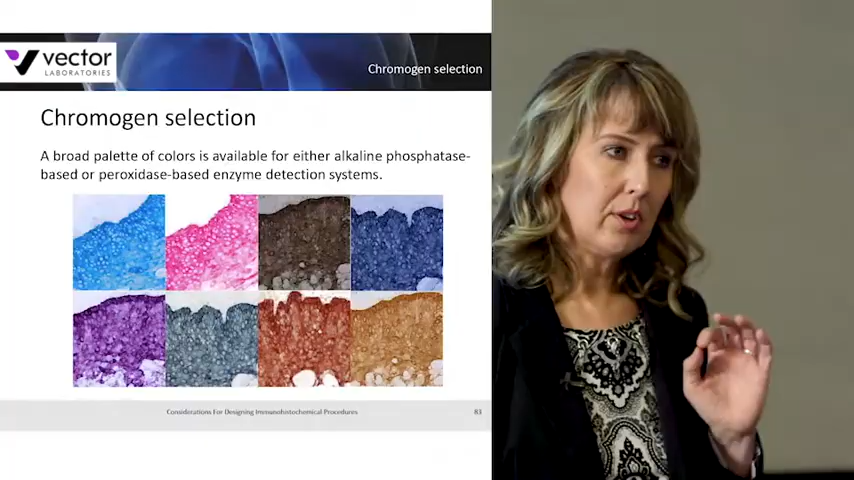 vector
LABORATORIES
Chromogen selection
Chromogen selection
A broad palette of colors is available for either alkaline phosphatase-
based or peroxidase-based enzyme detection systems.
Considerations For Designing Immunohistochemical Procedures
83